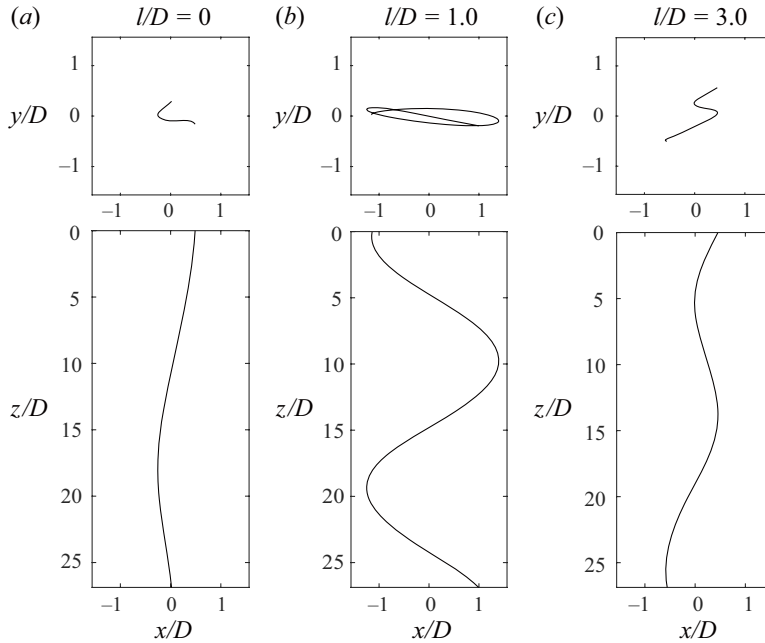 (a) l/D = 0 (b) l/D = 1.0 (c) l/D = 3.0
1 1 1
y/D 0 y/D 0 y/D 0
–1 –1 –1
–1 0 1 –1 0 1 –1 0 1
0 0 0
5 5 5
10 10 10
z/D z/D z/D
15 15 15
20 20 20
25 25 25
–1 0 1 –1 0 1 –1 0 1
x/D x/D x/D